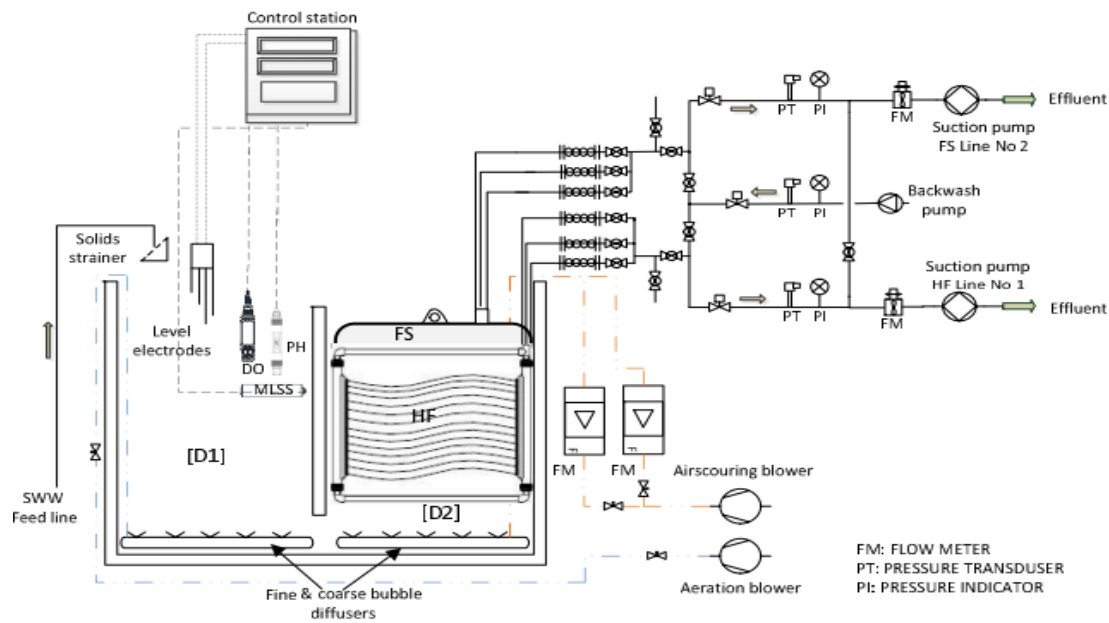 Control station
PT
PI
FM
Effluent
Suction pump
FS Line No 2
PT
PI
Backwash
pump
Solids
strainer
Level
electrodes
DO
PH
MLSS
FS
HF
[D1]
[D2]
SWW
Feed line
Fine & coarse bubble
diffusers
FM
FM
Suction pump
HF Line No 1
PT
PI
FM
Effluent
Airscouring blower
Aeration blower
FM: FLOW METER
PT: PRESSURE TRANSDUSER
PI: PRESSURE INDICATOR